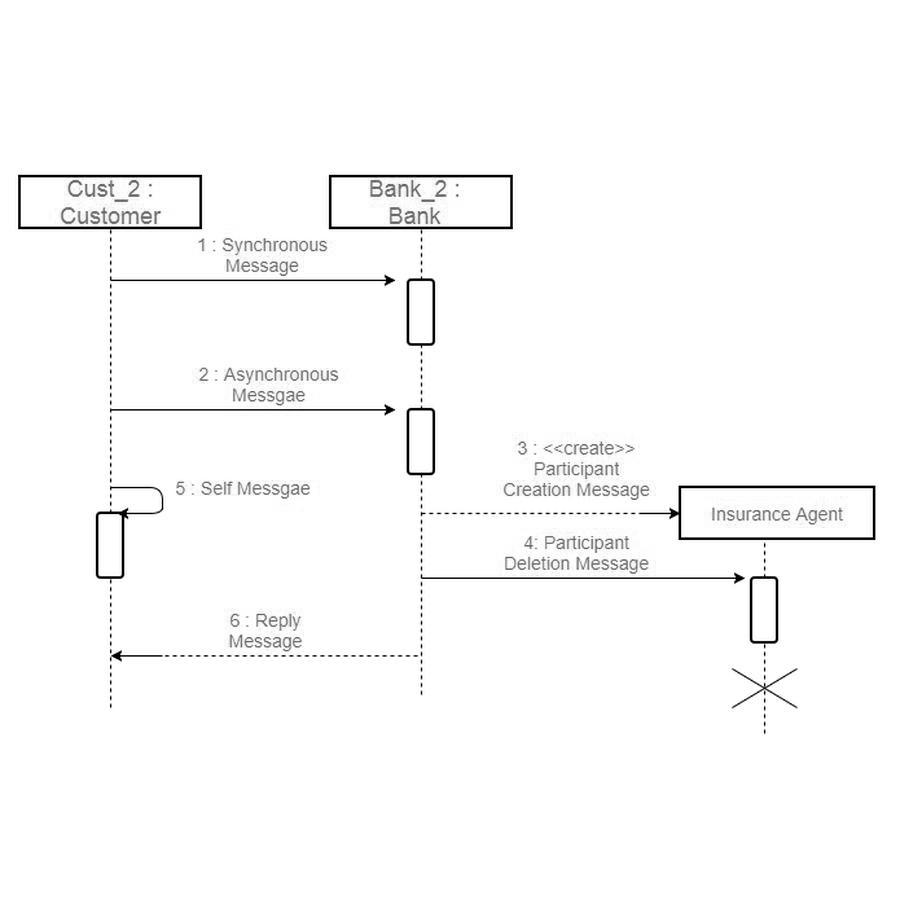 Cust_2 :
Customer
Bank_2 :
Bank
1 : Synchronous
Message
2 : Asynchronous
Messgae
3 : <<create>>
Participant
Creation Message
5 : Self Messgae
Insurance Agent
4: Participant
Deletion Message
6 : Reply
Message